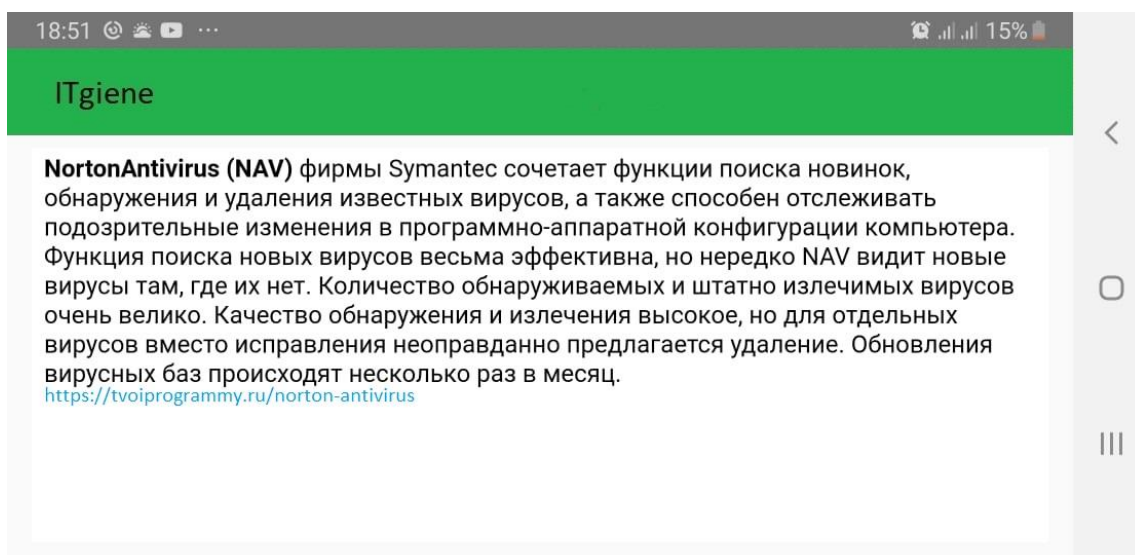 18:51 ··· 15%
ITgiene
NortonAntivirus (NAV) фирмы Symantec сочетает функции поиска новинок,
обнаружения и удаления известных вирусов, а также способен отслеживать
подозрительные изменения в программно-аппаратной конфигурации компьютера.
Функция поиска новых вирусов весьма эффективна, но нередко NAV видит новые
вирусы там, где их нет. Количество обнаруживаемых и штатно излечимых вирусов
очень велико. Качество обнаружения и излечения высокое, но для отдельных
вирусов вместо исправления неоправданно предлагается удаление. Обновления
вирусных баз происходят несколько раз в месяц.
https://tvoiprogrammy.ru/norton-antivirus